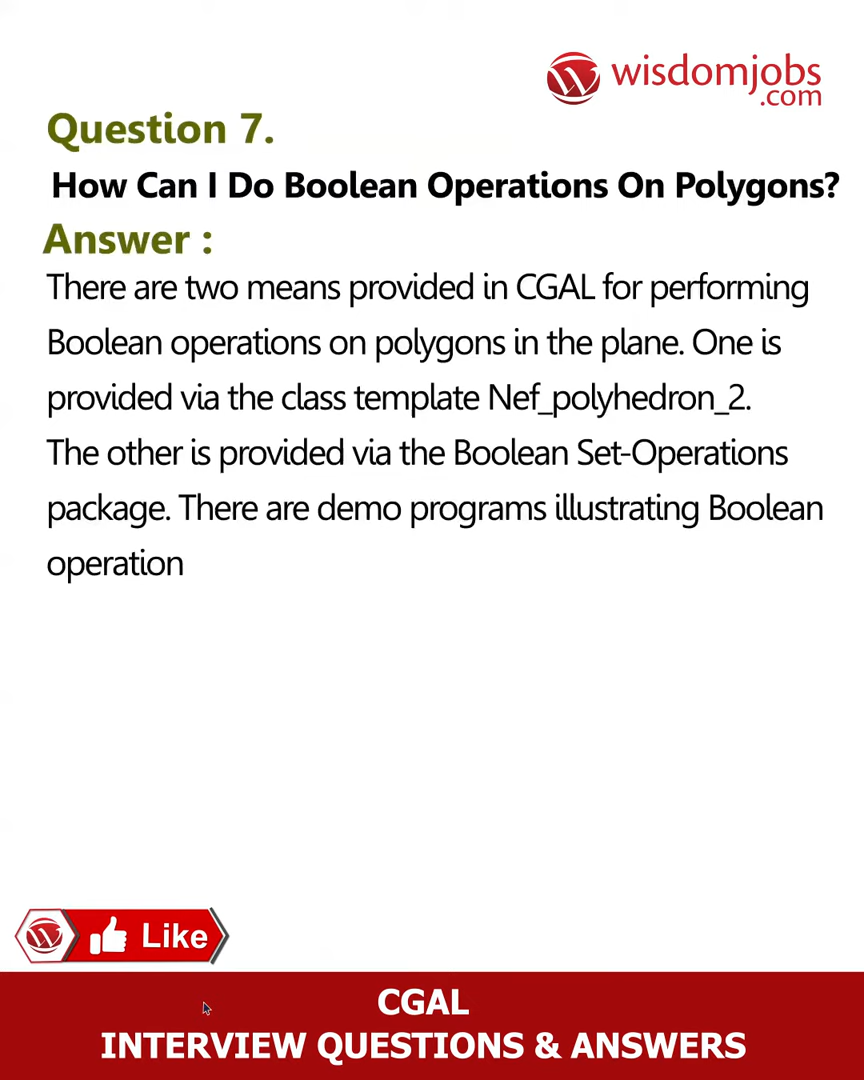 wisdomjobs
.com
Question 7.
How Can I Do Boolean Operations On Polygons?
Answer :
There are two means provided in CGAL for performing
Boolean operations on polygons in the plane. One is
provided via the class template Nef_polyhedron_2.
The other is provided via the Boolean Set-Operations
package. There are demo programs illustrating Boolean
operation
Like
CGAL
INTERVIEW QUESTIONS & ANSWERS